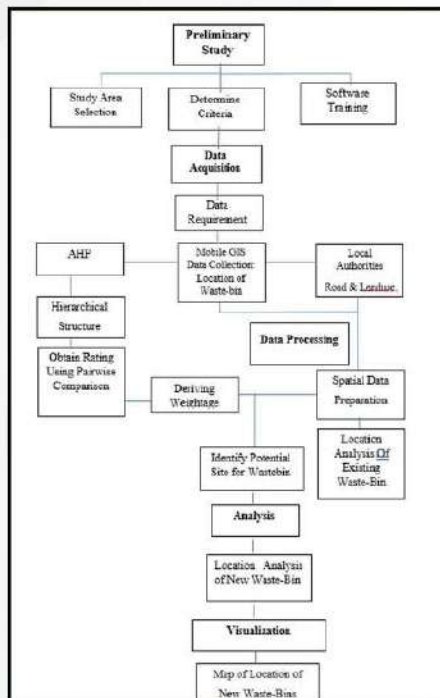 Preliminary
Study
Study Area
Selection
Determine
Criteria
Software
Training
Data
Acquisition
Data
Requirement
AHP
Mobile GIS
Data Collection:
Location of
Waste-bin
Local
Authorities
Road & Landuse,
Hierarchical
Structure
Data Processing
Obtain Rating
Using Pairwise
Comparison
Deriving
Weightage
Spatial Data
Preparation
Identify Potential
Site for Wastebin
Location
Analysis Of
Existing
Waste-Bin
Analysis
Location Analysis
of New Waste-Bin
Visualization
Map of Location of
New Waste-Bins